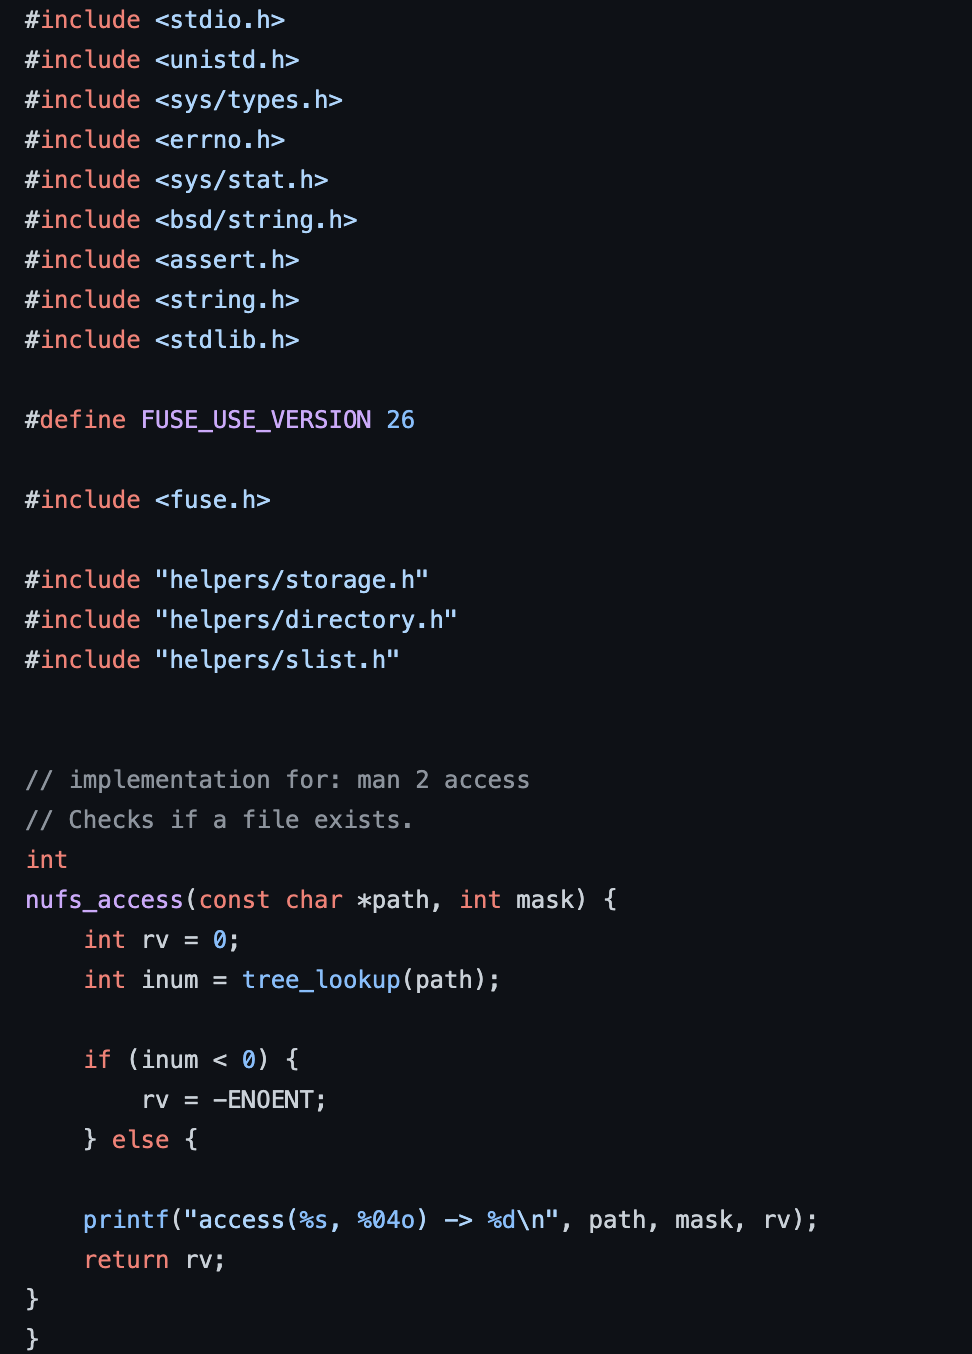 #include <stdio.h>
#include <unistd.h>
#include <sys/types.h>
#include <errno.h>
#include <sys/stat.h>
#include <bsd/string.h>
#include <assert.h>
#include <string.h>
#include <stdlib.h>
#define FUSE_USE_VERSION 26
#include <fuse.h>
#include "helpers/storage.h"
#include "helpers/directory.h"
#include "helpers/slist.h"
// implementation for: man 2 access
// Checks if a file exists.
int
nufs_access(const char *path, int mask) {
    int rv = 0;
    int inum = tree_lookup(path);
    if (inum < 0) {
        rv = -ENOENT;
    } else {
    printf("access(%s, %04o) -> %d\n", path, mask, rv);
    return rv;
}
}